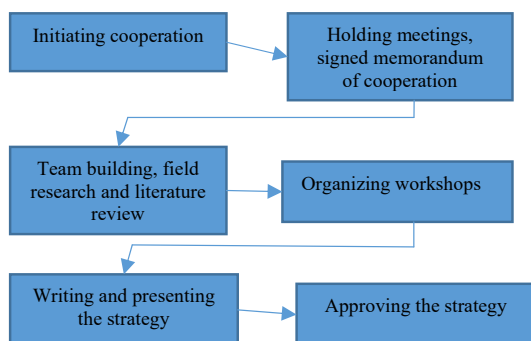 Initiating cooperation
Holding meetings,
signed memorandum
of cooperation
Team building, field
research and literature
review
Organizing workshops
Writing and presenting
the strategy
Approving the strategy